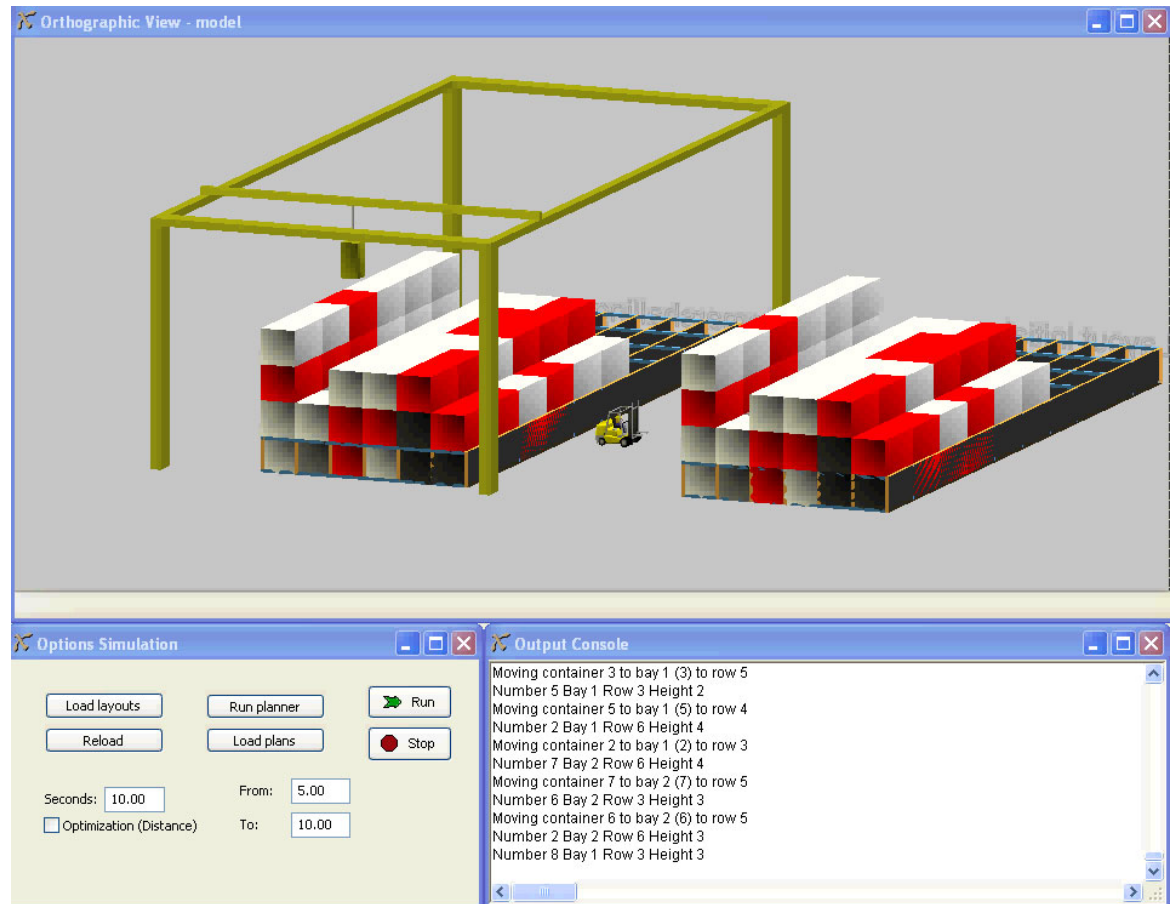 Orthographic View - model
Options Simulation
Load layouts
Run planner
Run
Reload
Load plans
Stop
Seconds: 10.00
From: 5.00
Optimization (Distance)
To: 10.00
Output Console
Moving container 3 to bay 1 (3) to row 5
Number 5 Bay 1 Row 3 Height 2
Moving container 5 to bay 1 (5) to row 4
Number 2 Bay 1 Row 6 Height 4
Moving container 2 to bay 1 (2) to row 3
Number 7 Bay 2 Row 6 Height 4
Moving container 7 to bay 2 (7) to row 5
Number 6 Bay 2 Row 3 Height 3
Moving container 6 to bay 2 (6) to row 5
Number 2 Bay 2 Row 6 Height 3
Number 8 Bay 1 Row 3 Height 3